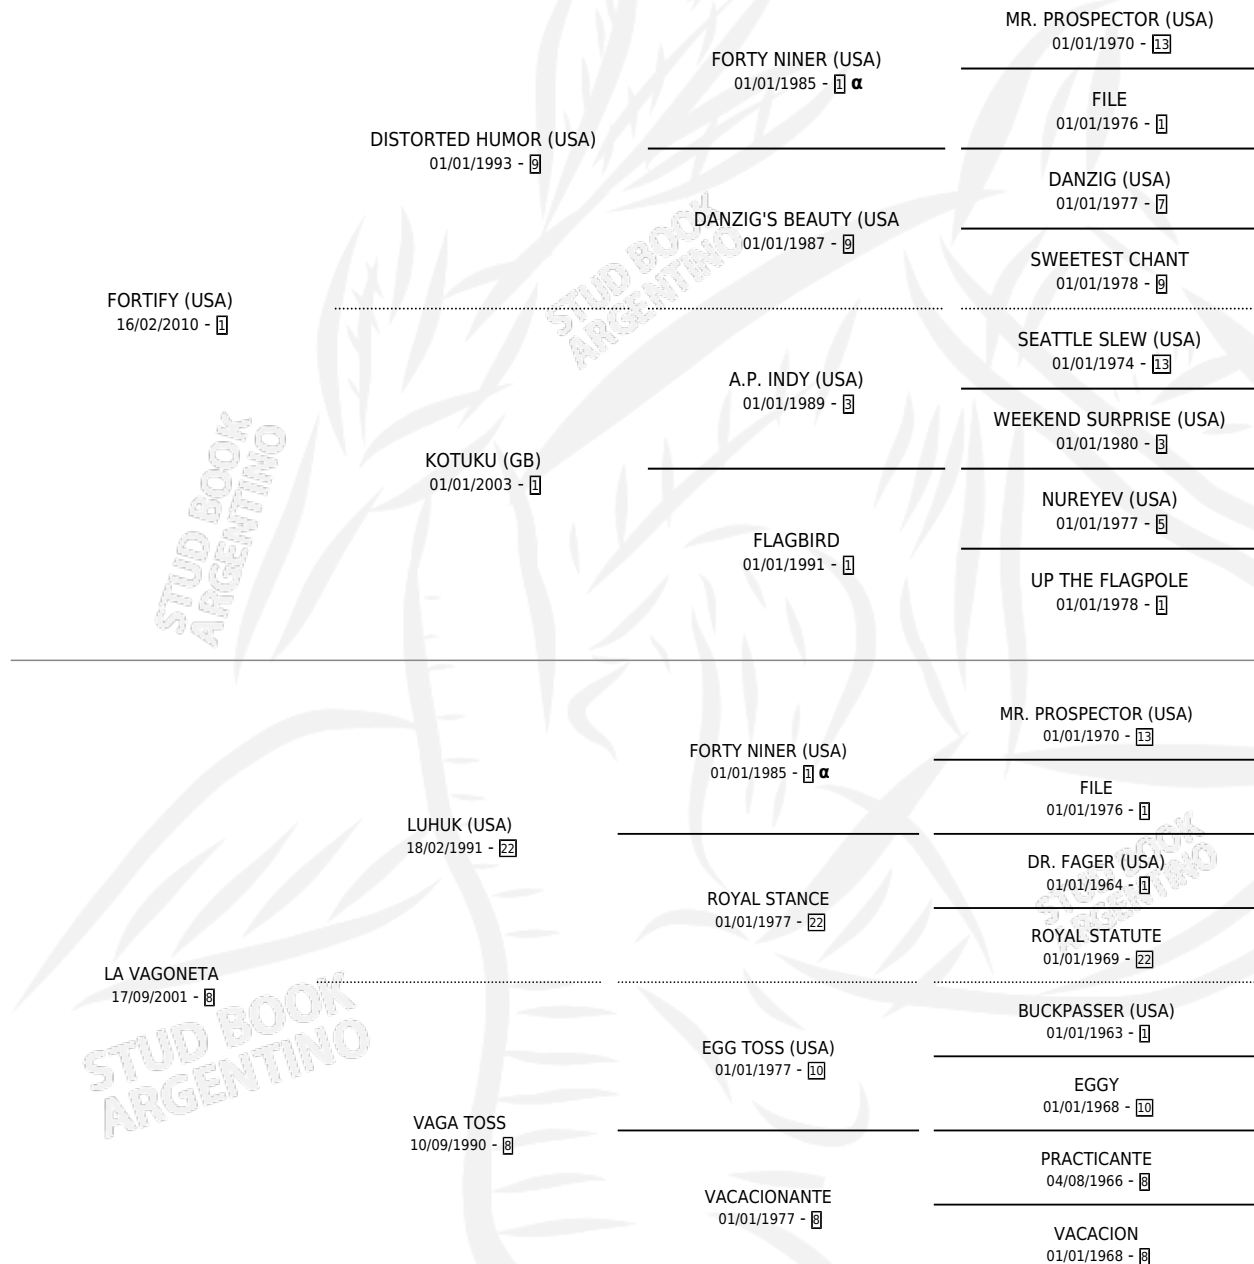 MR. PROSPECTOR (USA)
01/01/1970 - 13
FORTY NINER (USA)
01/01/1985 - 1 α
FILE
01/01/1976 - 1
DISTORTED HUMOR (USA)
01/01/1993 - 9
DANZIG (USA)
01/01/1977 - 7
DANZIG'S BEAUTY (USA
01/01/1987 - 9
SWEETEST CHANT
01/01/1978 - 9
FORTIFY (USA)
16/02/2010 - 1
SEATTLE SLEW (USA)
01/01/1974 - 13
A.P. INDY (USA)
01/01/1989 - 3
WEEKEND SURPRISE (USA)
01/01/1980 - 3
KOTUKU (GB)
01/01/2003 - 1
NUREYEV (USA)
01/01/1977 - 5
FLAGBIRD
01/01/1991 - 1
UP THE FLAGPOLE
01/01/1978 - 1
MR. PROSPECTOR (USA)
01/01/1970 - 13
FORTY NINER (USA)
01/01/1985 - 1 α
FILE
01/01/1976 - 1
LUHUK (USA)
18/02/1991 - 22
DR. FAGER (USA)
01/01/1964 - 1
ROYAL STANCE
01/01/1977 - 22
ROYAL STATUTE
01/01/1969 - 22
LA VAGONETA
17/09/2001 - 8
BUCKPASSER (USA)
01/01/1963 - 1
EGG TOSS (USA)
01/01/1977 - 10
EGGY
01/01/1968 - 10
VAGA TOSS
10/09/1990 - 8
PRACTICANTE
04/08/1966 - 8
VACACIONANTE
01/01/1977 - 8
VACACION
01/01/1968 - 8
STUD BOOK
ARGENTINO
STUD BOOK
ARGENTINO
STUD BOOK
ARGENTINO
STUD BOOK
ARGENTINO